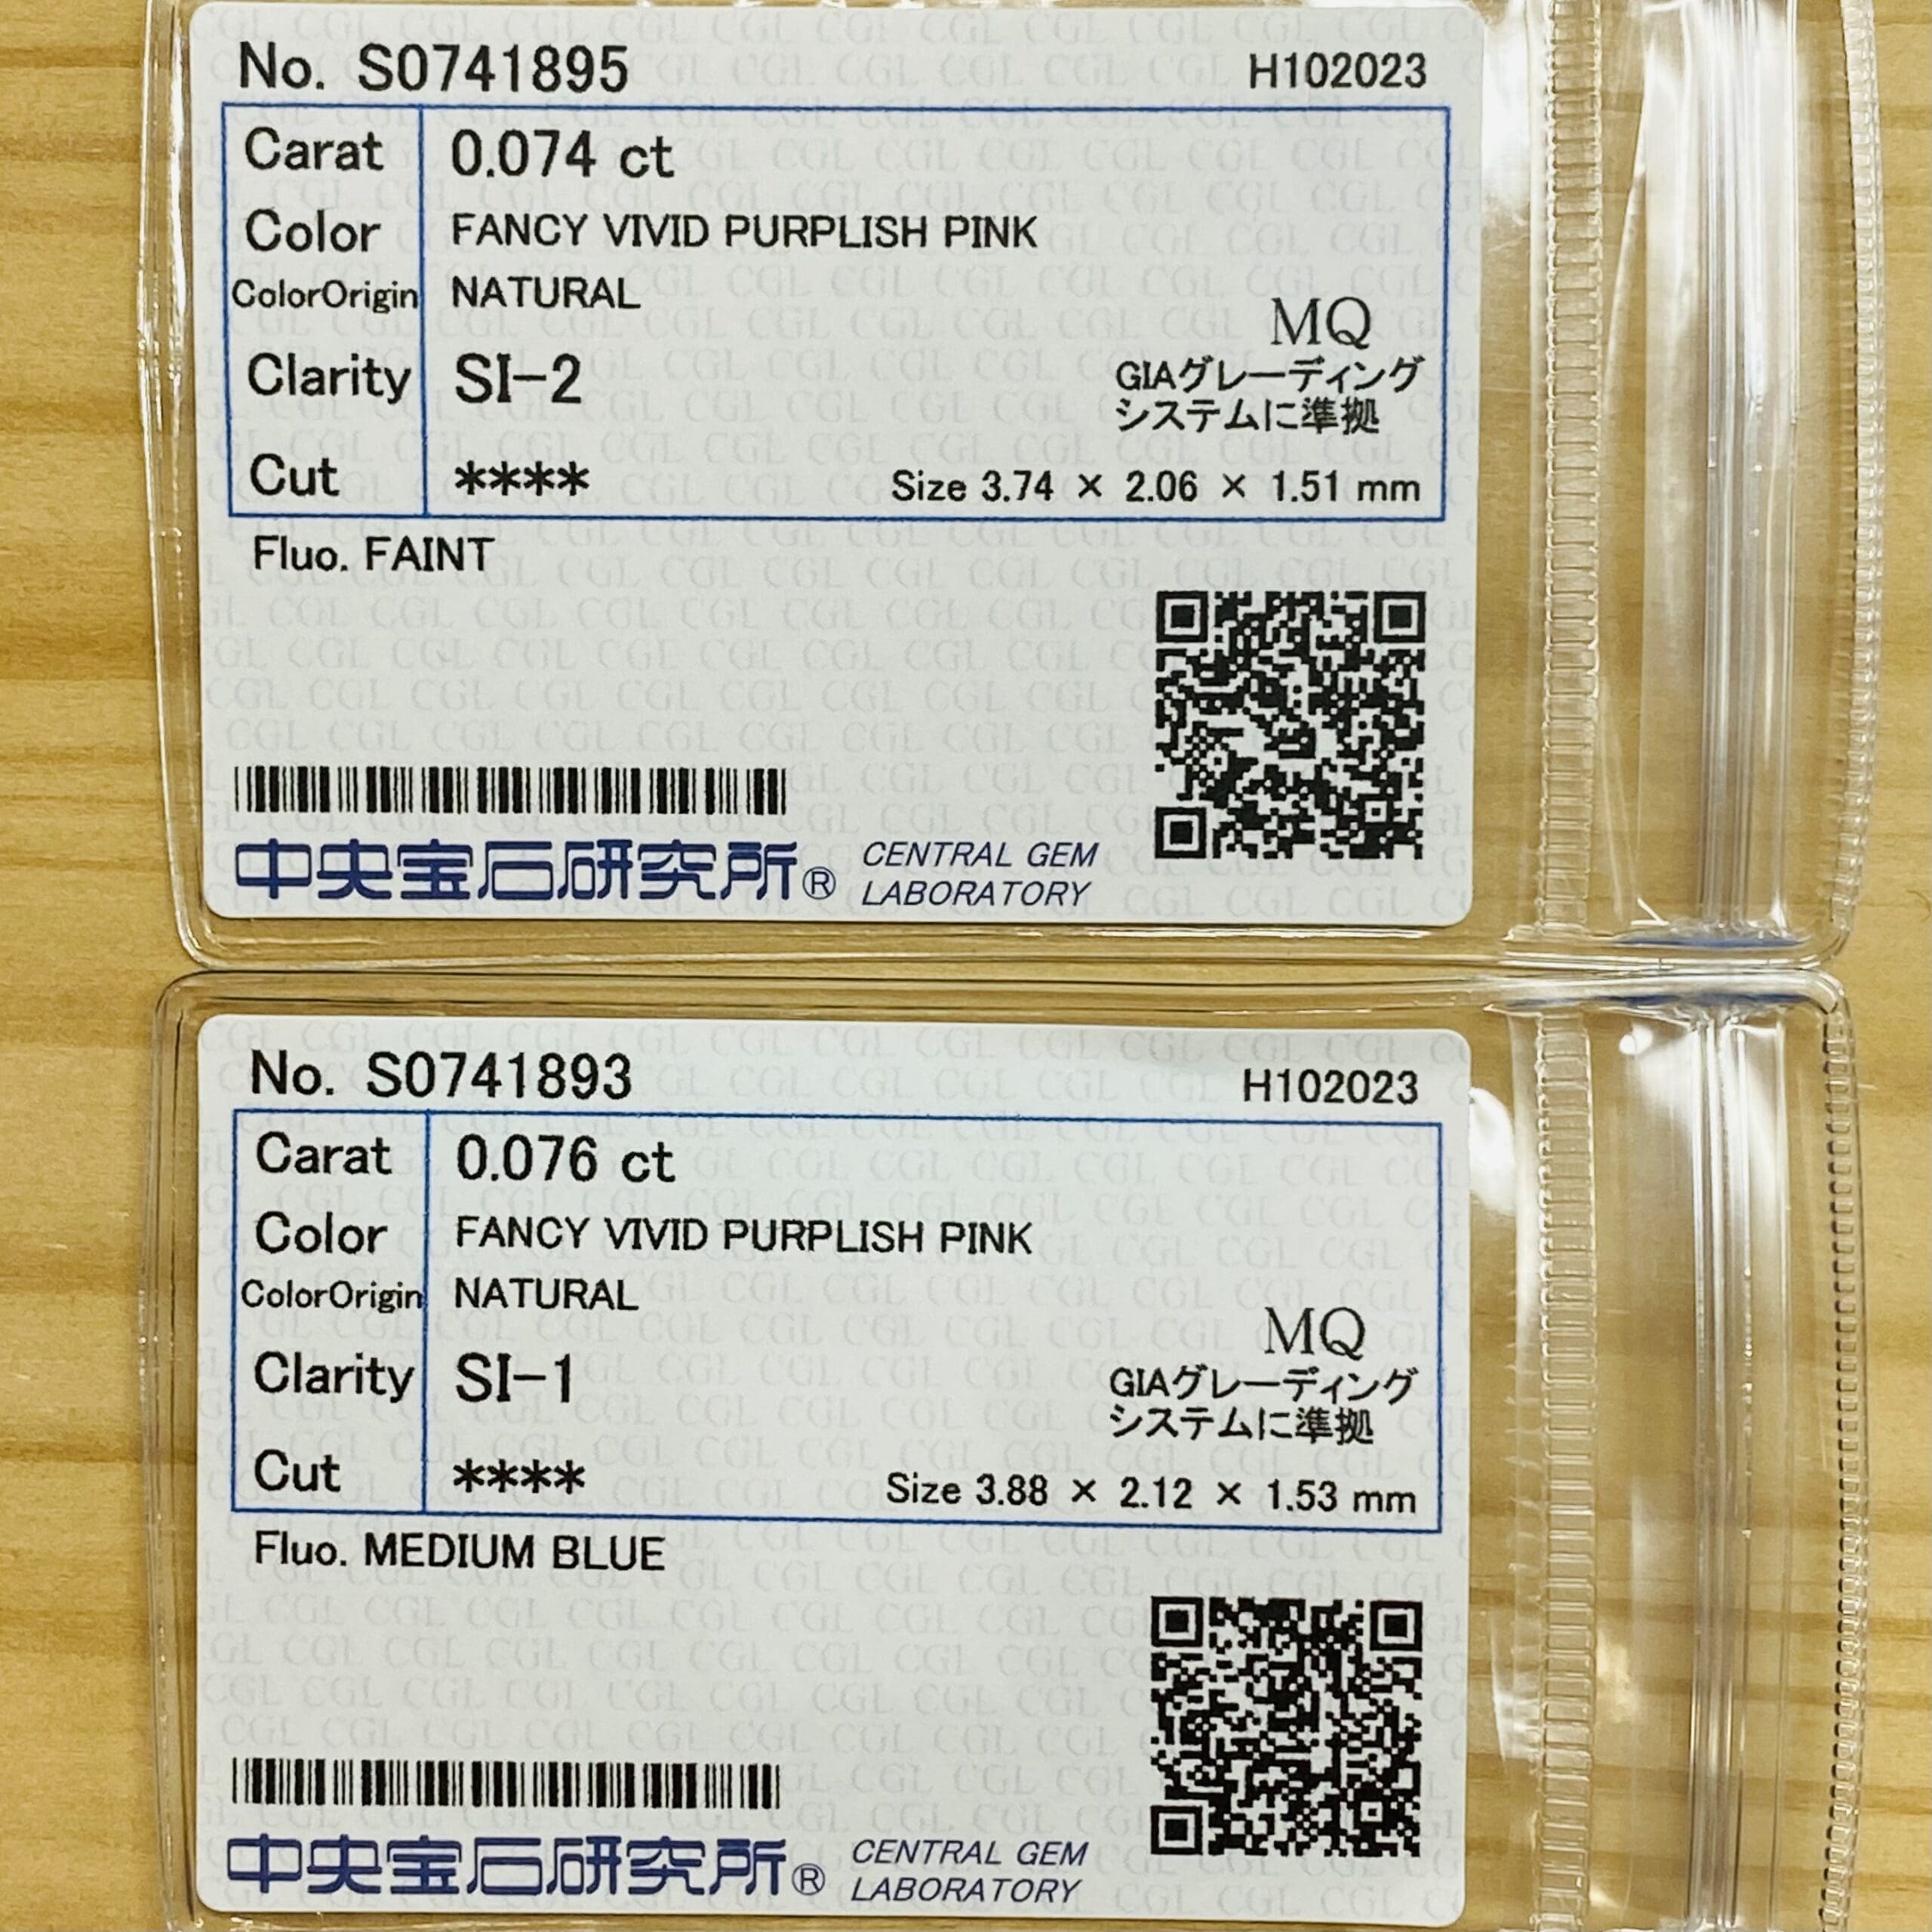 No. S0741895 H102023
Carat 0.074 ct
Color FANCY VIVID PURPLISH PINK
ColorOrigin NATURAL
MQ
Clarity SI-2 GIAグレーディング
システムに準拠
Cut **** Size 3.74 × 2.06 × 1.51 mm
Fluo. FAINT
中央宝石研究所® CENTRAL GEM
LABORATORY
No. S0741893 H102023
Carat 0.076 ct
Color FANCY VIVID PURPLISH PINK
ColorOrigin NATURAL
MQ
Clarity SI-1 GIAグレーディング
システムに準拠
Cut **** Size 3.88 × 2.12 × 1.53 mm
Fluo. MEDIUM BLUE
中央宝石研究所® CENTRAL GEM
LABORATORY